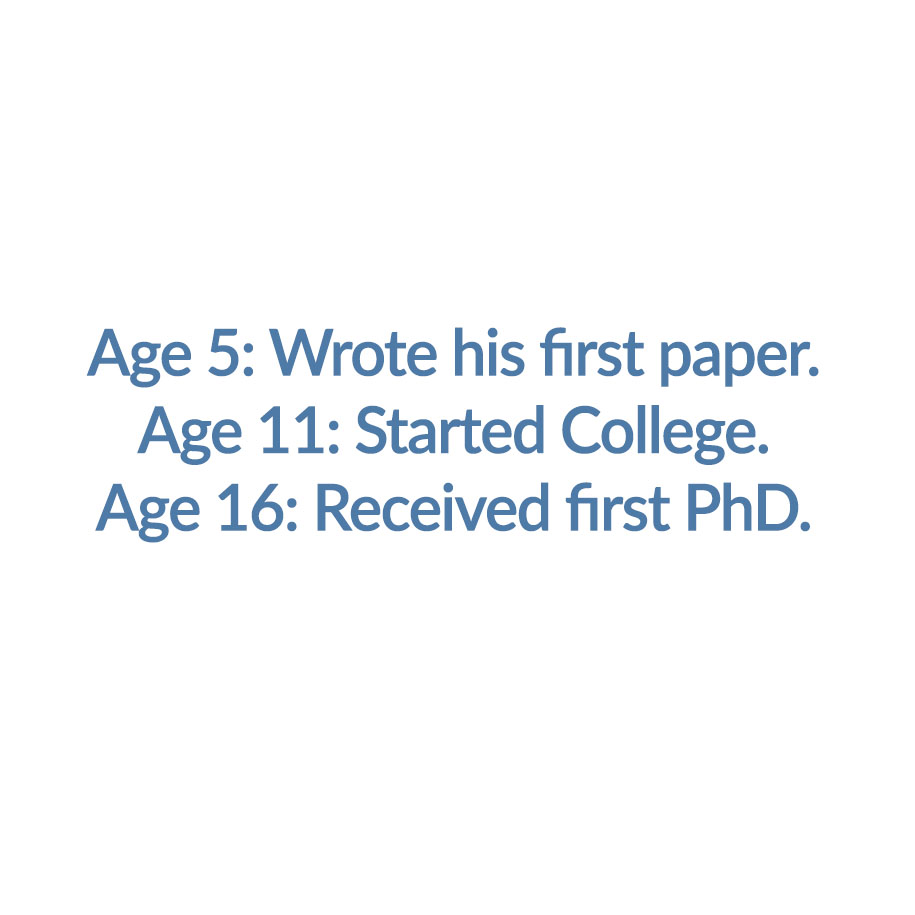 Age 5: Wrote his first paper.
Age 11: Started College.
Age 16: Received first PhD.